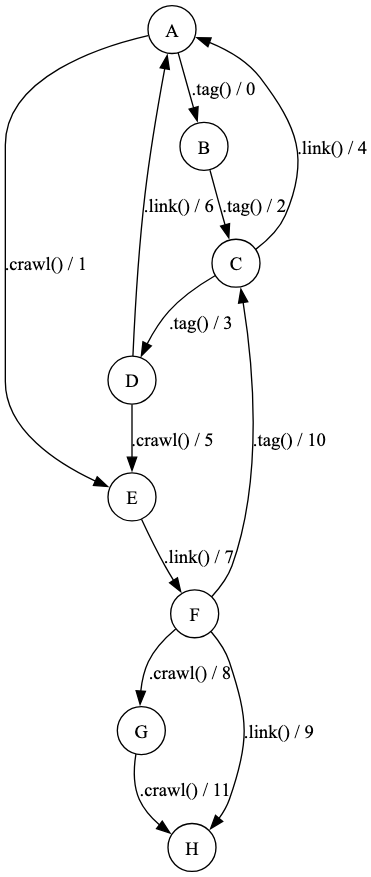 A
.tag() / 0
B
.link() / 4
.link() / 6
.tag() / 2
.crawl() / 1
C
.tag() / 3
D
.crawl() / 5
.tag() / 10
E
.link() / 7
F
.crawl() / 8
G
.link() / 9
.crawl() / 11
H